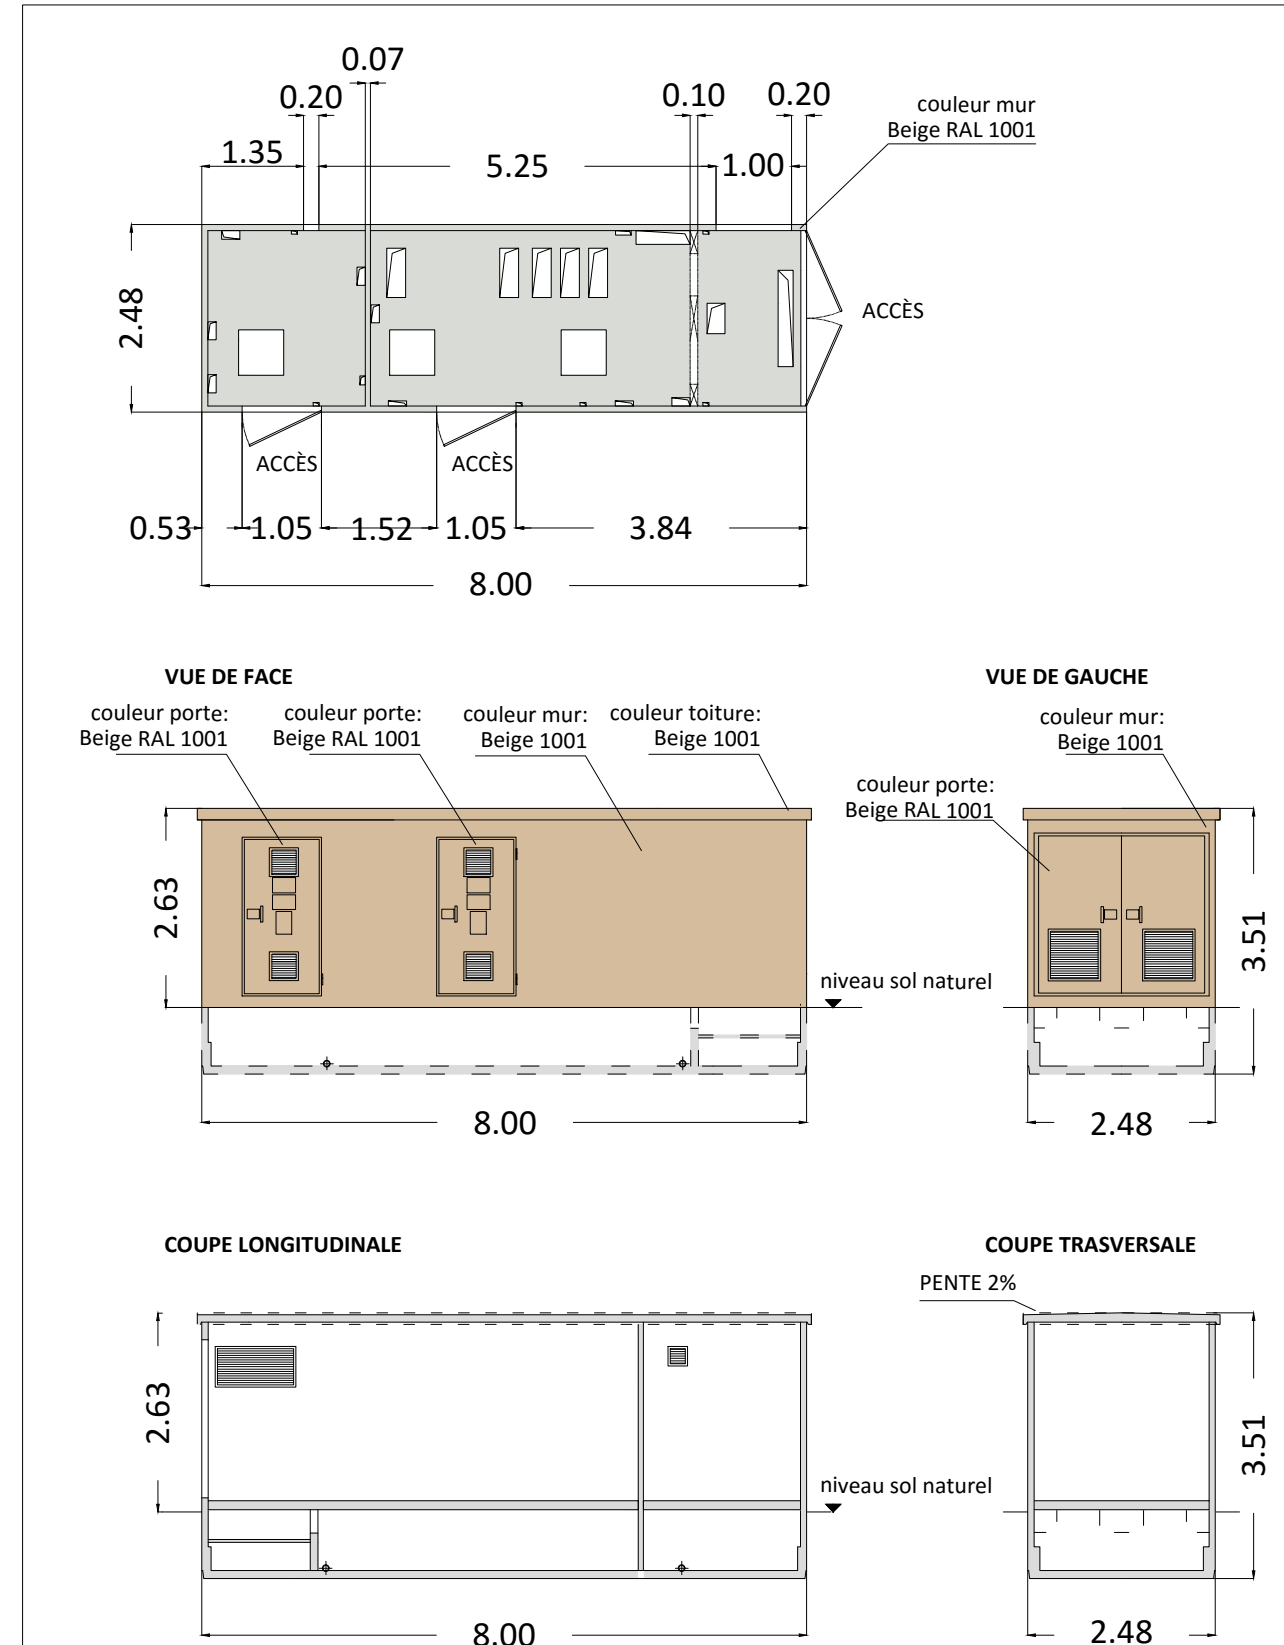 0.07
0.20
0.10
0.20
couleur mur
Beige RAL 1001
1.35
5.25
1.00
2.48
ACCÈS
ACCÈS
ACCÈS
0.53
1.05
1.52
1.05
3.84
8.00
VUE DE FACE
VUE DE GAUCHE
couleur porte:
Beige RAL 1001
couleur porte:
Beige RAL 1001
couleur mur:
Beige 1001
couleur toiture:
Beige 1001
couleur mur:
Beige 1001
couleur porte:
Beige RAL 1001
2.63
3.51
niveau sol naturel
8.00
2.48
COUPE LONGITUDINALE
COUPE TRASVERSALE
PENTE 2%
2.63
3.51
niveau sol naturel
8.00
2.48